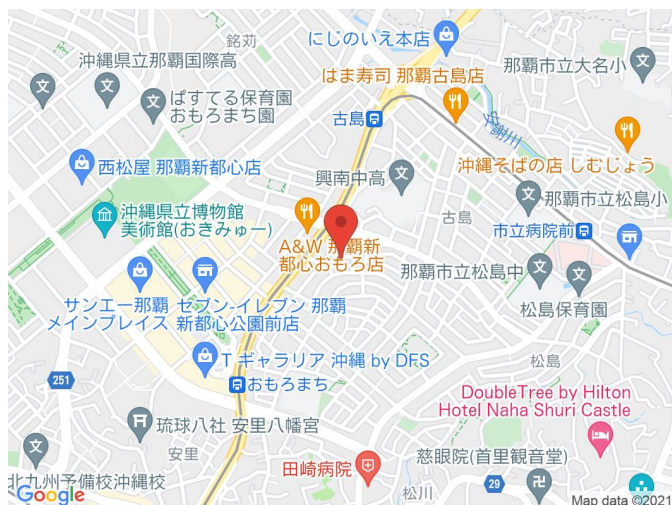 銘苅
にじのいえ本店
沖縄県立那覇国際高
那覇市立大名小
はま寿司 那覇古島店
ぱすてる保育園
おもろまち園
古島
安謝川
西松屋 那覇新都心店
沖縄そばの店 しむじょう
興南中高
古島
那覇市立松島小
沖縄県立博物館
美術館(おきみゅー)
市立病院前
A&W 那覇新
都心おもろ店
那覇市立松島中
サンエー那覇
メインプレイス
セブン-イレブン 那覇
新都心公園前店
松島保育園
T ギャラリア 沖縄 by DFS
松島
251
おもろまち
DoubleTree by Hilton
Hotel Naha Shuri Castle
琉球八社 安里八幡宮
安里
田崎病院
慈眼院(首里観音堂)
北九州予備校沖縄校
松川
29
Google
Map data ©2021